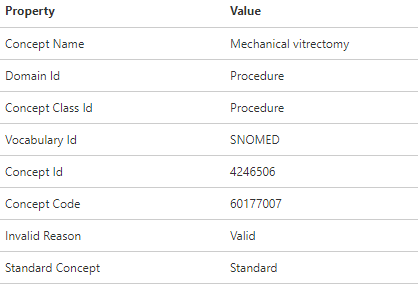 Property Value
Concept Name Mechanical vitrectomy
Domain Id Procedure
Concept Class Id Procedure
Vocabulary Id SNOMED
Concept Id 4246506
Concept Code 60177007
Invalid Reason Valid
Standard Concept Standard